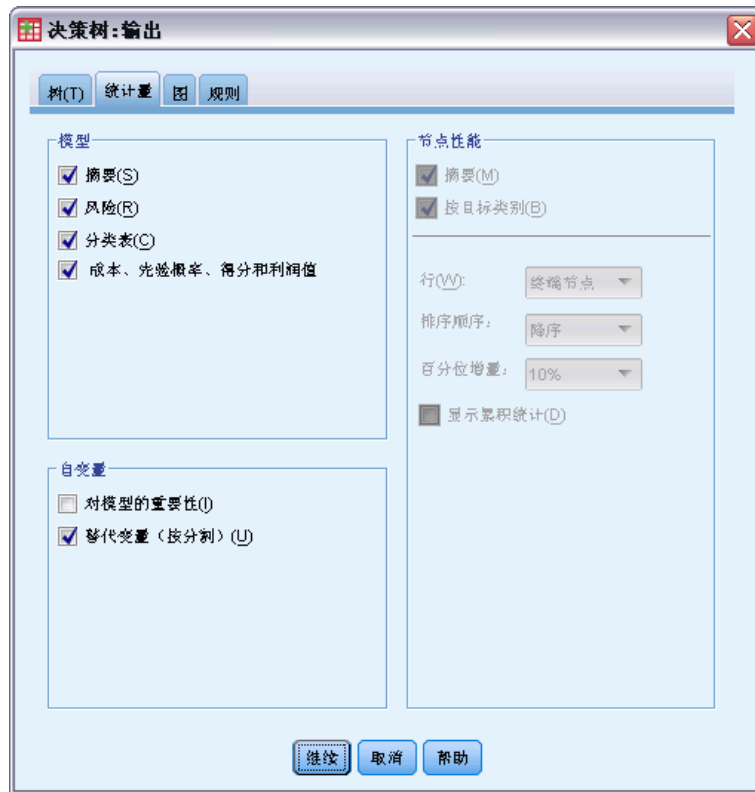 决策树:输出
树(T) 统计量 图 规则
模型
摘要(S)
风险(R)
分类表(C)
成本、先验概率、得分和利润值
自变量
对模型的重要性(I)
替代变量（按分割）(U)
节点性能
摘要(M)
按目标类别(B)
行(W): 终端节点
排序顺序： 降序
百分位增量： 10%
显示累积统计(D)
继续 取消 帮助